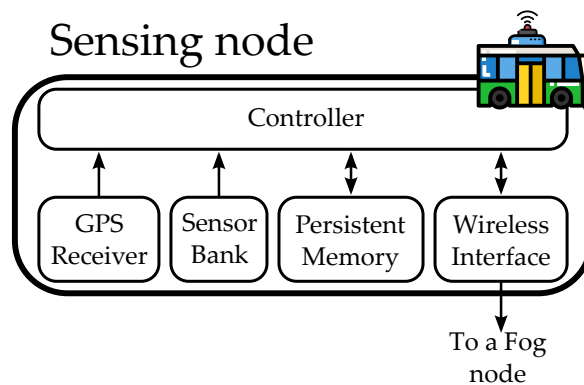 Sensing node
Controller
GPS
Receiver
Sensor
Bank
Persistent
Memory
Wireless
Interface
To a Fog
node